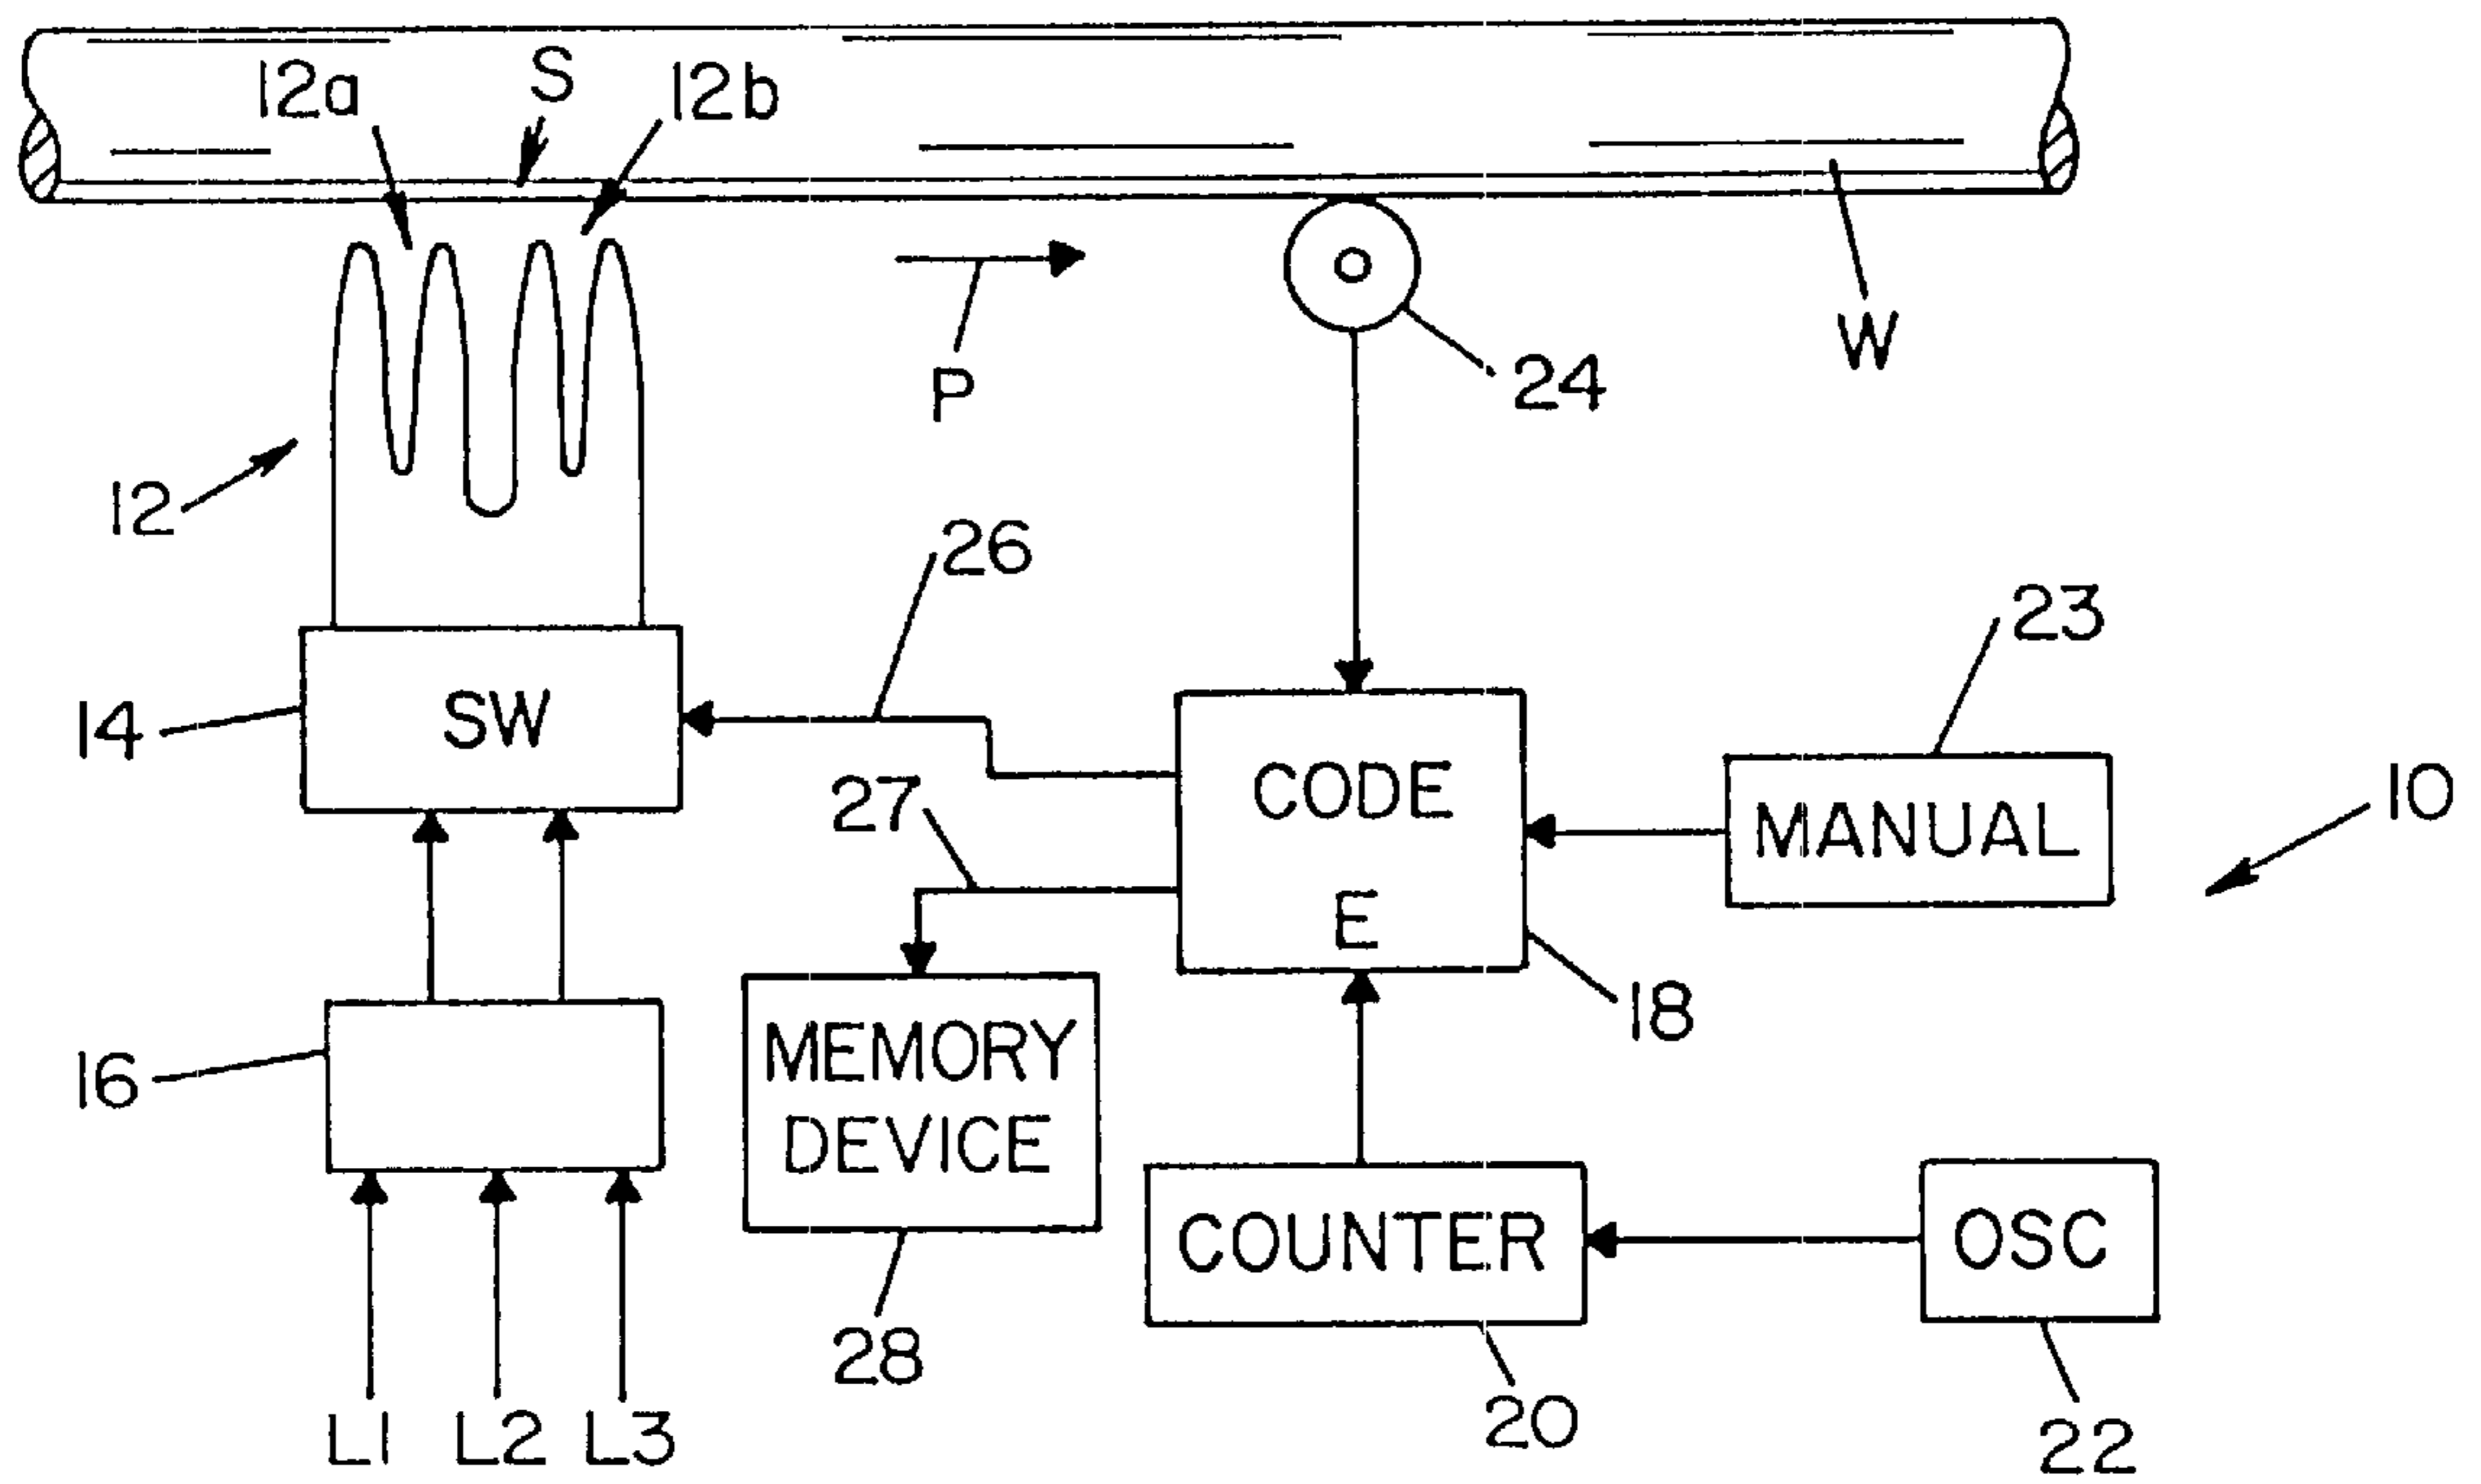 12a
S
12b
P
24
W
12
26
23
14
SW
27
CODE
E
MANUAL
10
16
MEMORY
DEVICE
18
COUNTER
OSC
28
20
22
L1
L2
L3